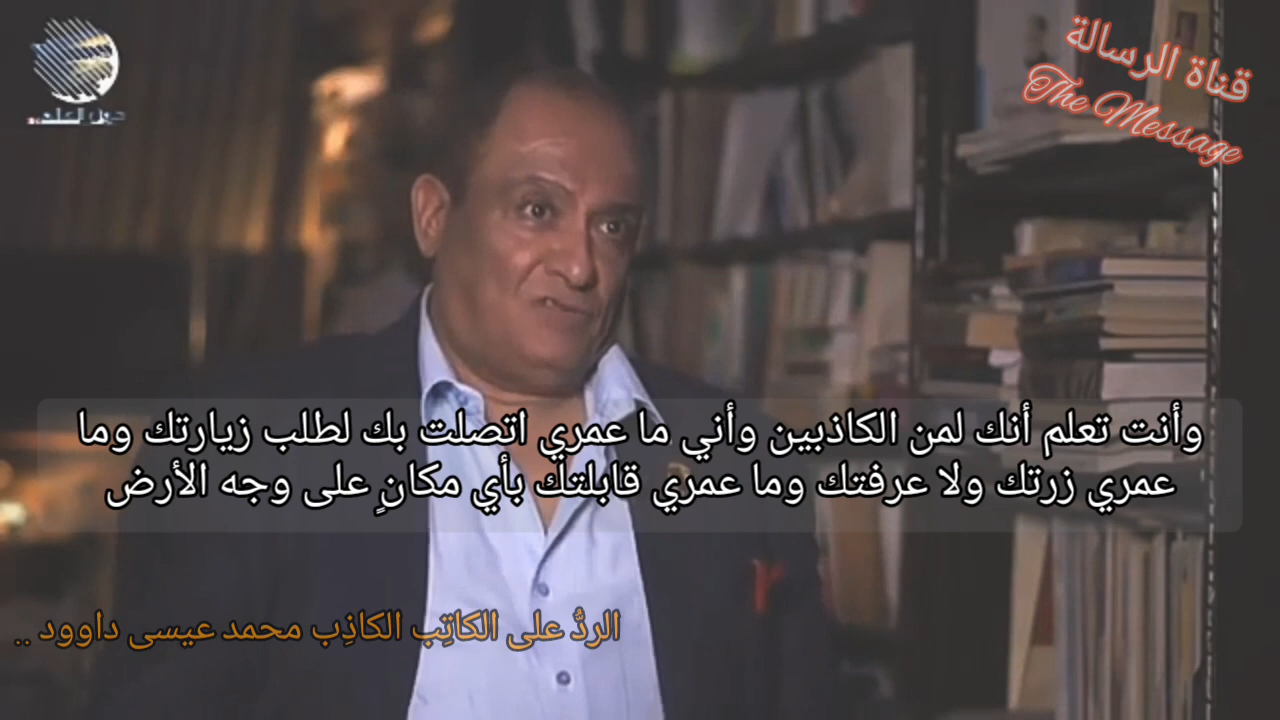 قناة الرسالة
The Message
وأنت تعلم أنك لمن الكاذبين وأني ما عمري اتصلت بك لطلب زيارتك وما
عمري زرتك ولا عرفتك وما عمري قابلتك بأي مكانٍ على وجه الأرض
الردُّ على الكاتِب الكاذِب محمد عيسى داوود ..